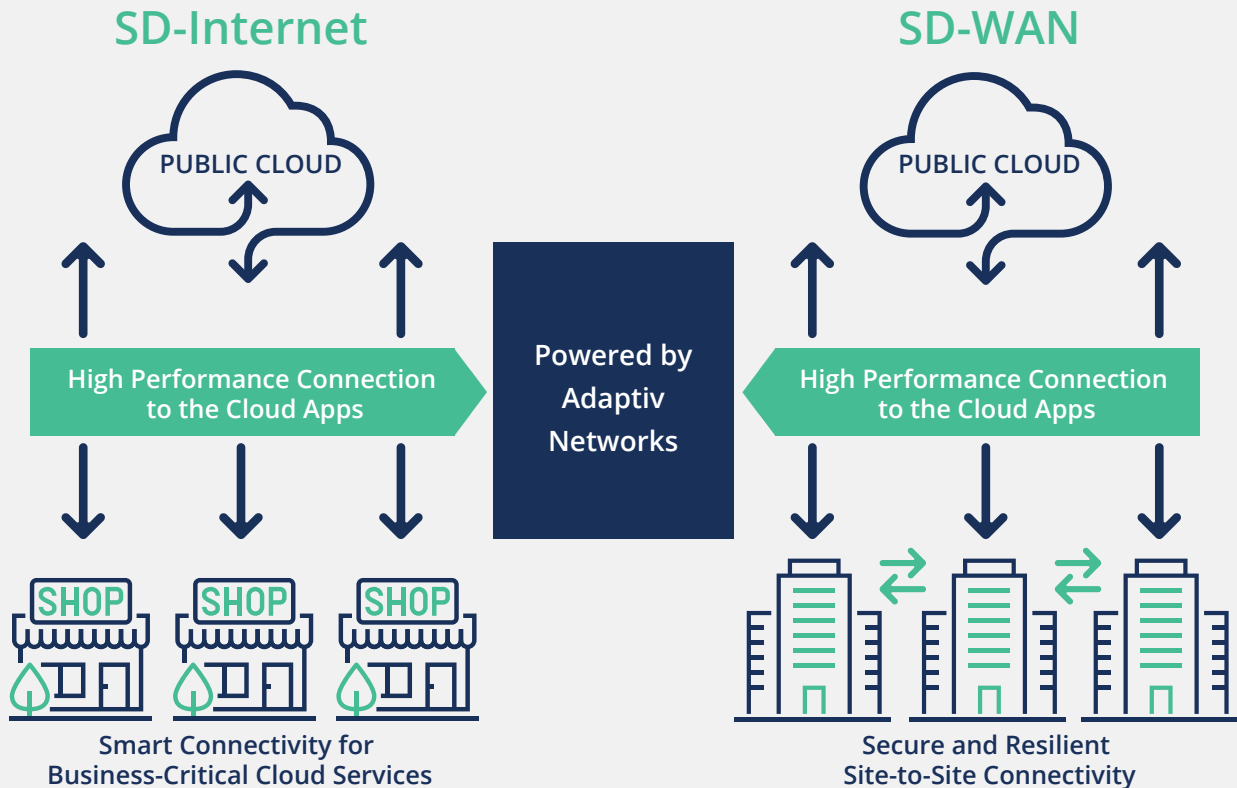 SD-Internet
PUBLIC CLOUD
High Performance Connection
to the Cloud Apps
SHOP
SHOP
SHOP
Smart Connectivity for
Business-Critical Cloud Services
Powered by
Adaptiv
Networks
SD-WAN
PUBLIC CLOUD
High Performance Connection
to the Cloud Apps
Secure and Resilient
Site-to-Site Connectivity